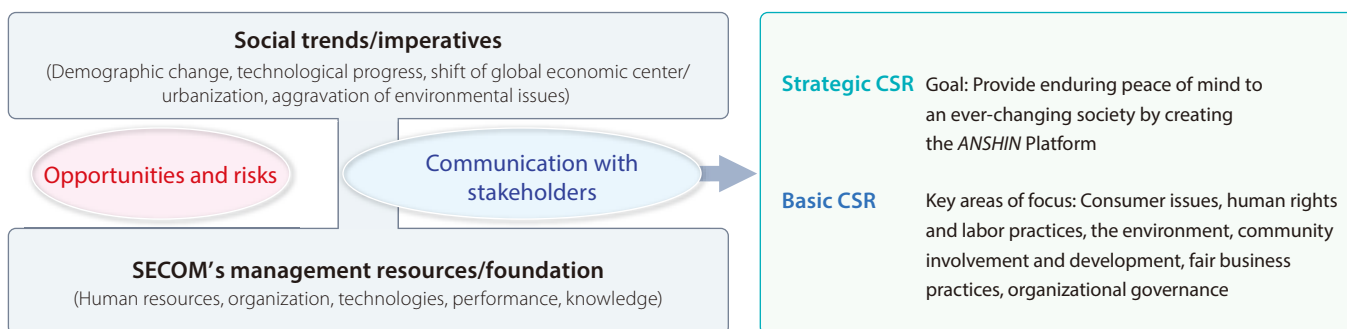 Social trends/imperatives
(Demographic change, technological progress, shift of global economic center/
urbanization, aggravation of environmental issues)
Opportunities and risks
Communication with
stakeholders
SECOM's management resources/foundation
(Human resources, organization, technologies, performance, knowledge)
Strategic CSR Goal: Provide enduring peace of mind to
an ever-changing society by creating
the ANSHIN Platform
Basic CSR Key areas of focus: Consumer issues, human rights
and labor practices, the environment, community
involvement and development, fair business
practices, organizational governance